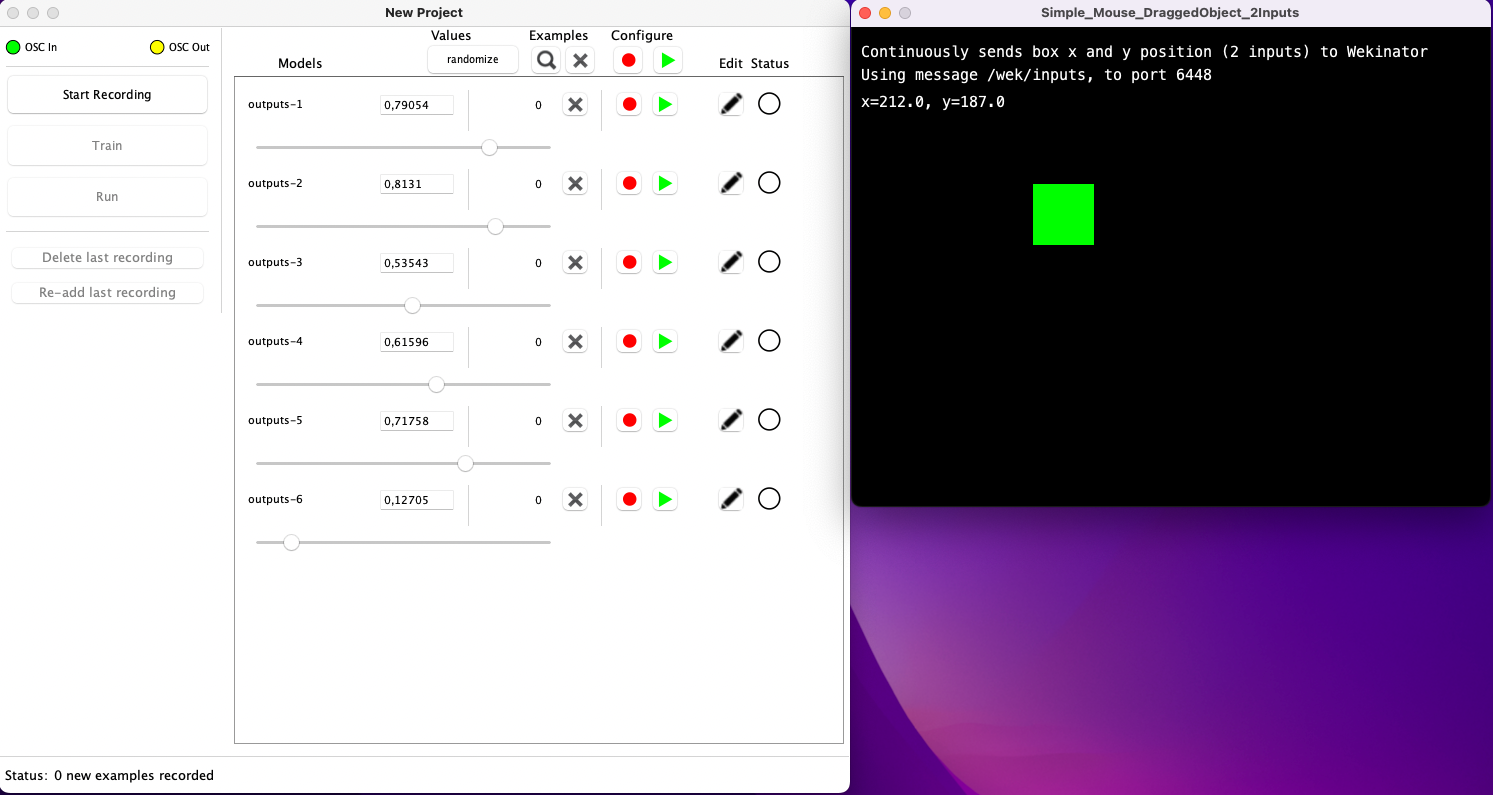 New Project
OSC In
OSC Out
Start Recording
Train
Run
Delete last recording
Re-add last recording
Values
Examples
Configure
Models
randomize
Edit
Status
outputs-1
0,79054
0
outputs-2
0,8131
0
outputs-3
0,53543
0
outputs-4
0,61596
0
outputs-5
0,71758
0
outputs-6
0,12705
0
Status: 0 new examples recorded
Simple_Mouse_DraggedObject_2Inputs
Continuously sends box x and y position (2 inputs) to Wekinator
Using message /wek/inputs, to port 6448
x=212.0, y=187.0